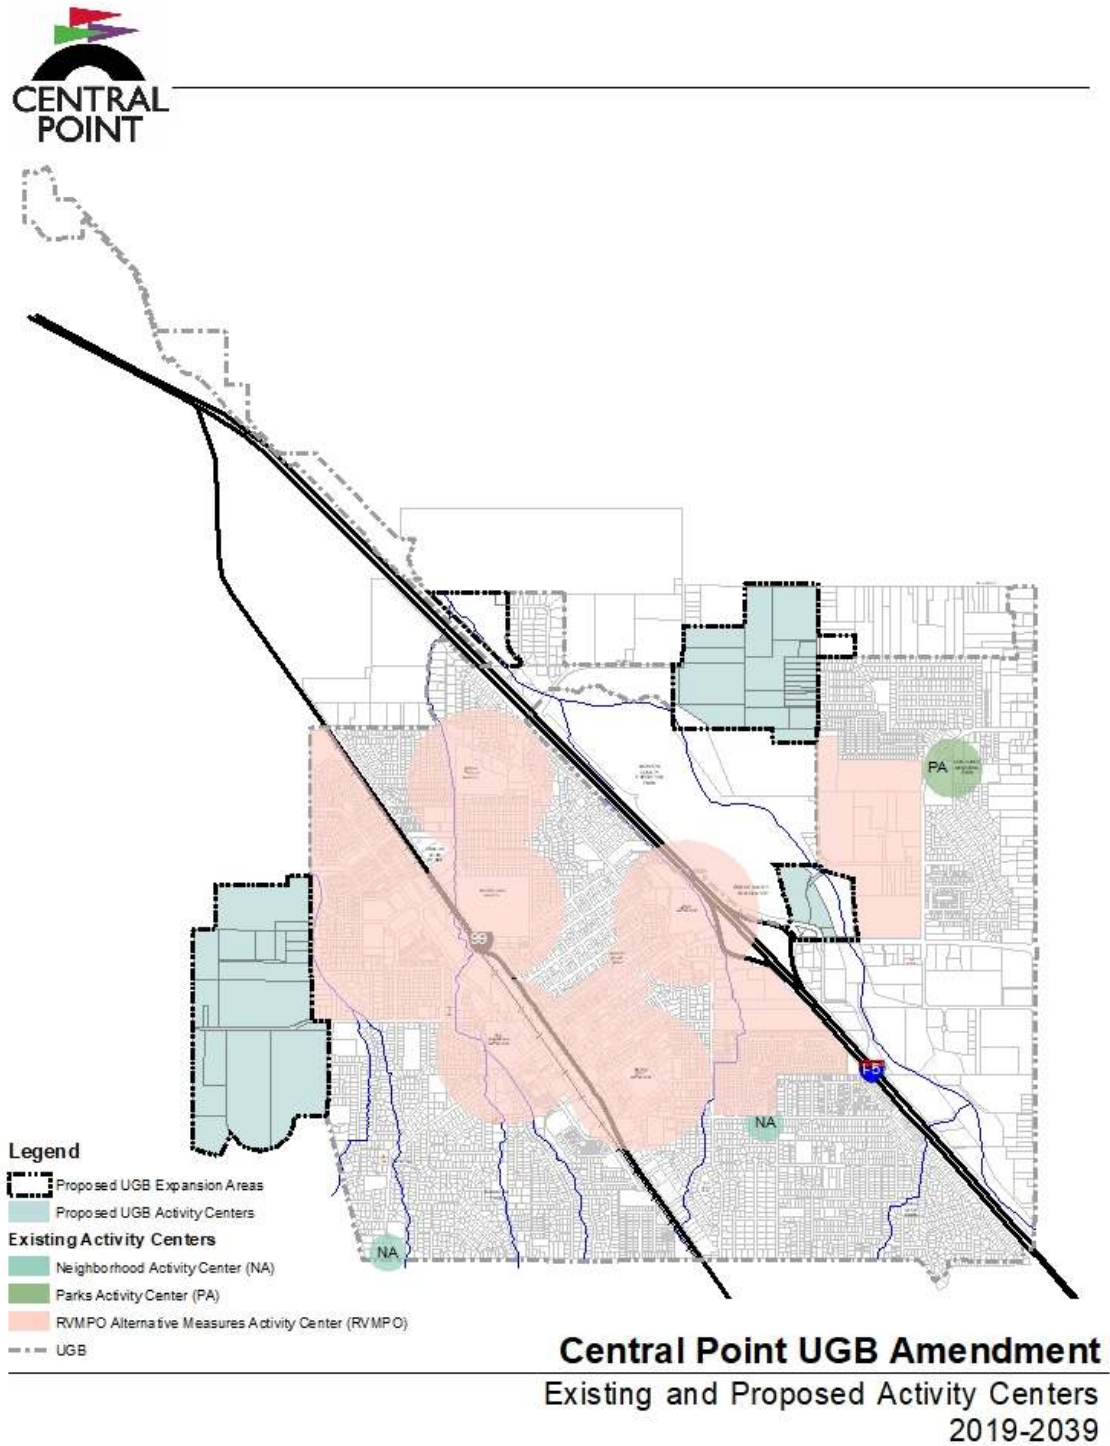 CENTRAL
POINT
PA
99
I-5
NA
NA
Legend
Proposed UGB Expansion Areas
Proposed UGB Activity Centers
Existing Activity Centers
Neighborhood Activity Center (NA)
Parks Activity Center (PA)
RVMPO Alternative Measures Activity Center (RVMPO)
UGB
Central Point UGB Amendment
Existing and Proposed Activity Centers
2019-2039